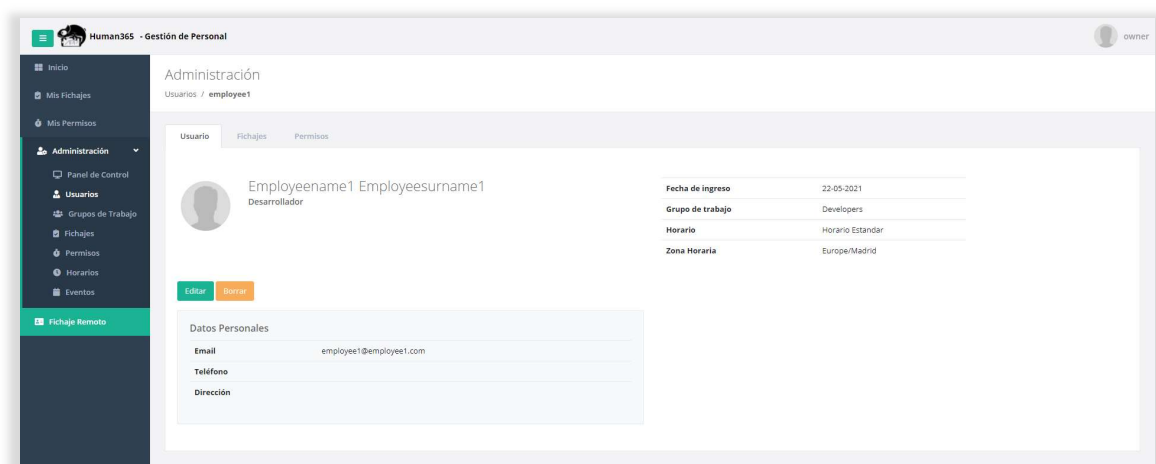 Human365 - Gestión de Personal
owner
Inicio
Mis Fichajes
Mis Permisos
Administración
Panel de Control
Usuarios
Grupos de Trabajo
Fichajes
Permisos
Horarios
Eventos
Fichaje Remoto
Administración
Usuarios / employee1
Usuario Fichajes Permisos
Employeename1 Employeesurname1
Desarrollador
Fecha de ingreso 22-05-2021
Grupo de trabajo Developers
Horario Horario Estandar
Zona Horaria Europe/Madrid
Editar Borrar
Datos Personales
Email employee1@employee1.com
Teléfono
Dirección